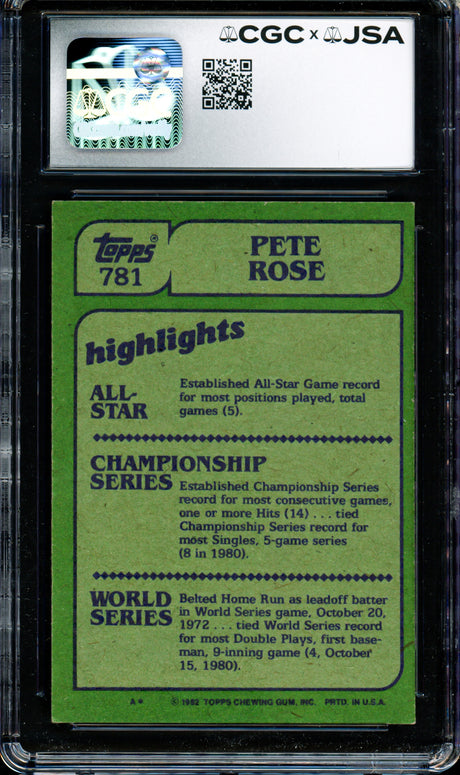 CGC x JSA
CGC
Topps®
781
PETE
ROSE
highlights
ALL-
STAR
Established All-Star Game record
for most positions played, total
games (5).
CHAMPIONSHIP
SERIES
Established Championship Series
record for most consecutive games,
one or more Hits (14) . . . tied
Championship Series record for
most Singles, 5-game series
(8 in 1980).
WORLD
SERIES
Belted Home Run as leadoff batter
in World Series game, October 20,
1972 . . . tied World Series record
for most Double Plays, first base-
man, 9-inning game (4, October
15, 1980).
A* © 1982 TOPPS CHEWING GUM, INC. PRTD. IN U.S.A.